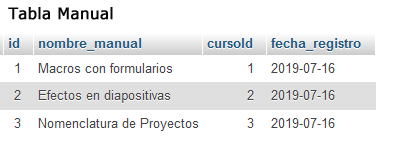 Tabla Manual
id nombre_manual cursoId fecha_registro
1 Macros con formularios 1 2019-07-16
2 Efectos en diapositivas 2 2019-07-16
3 Nomenclatura de Proyectos 3 2019-07-16